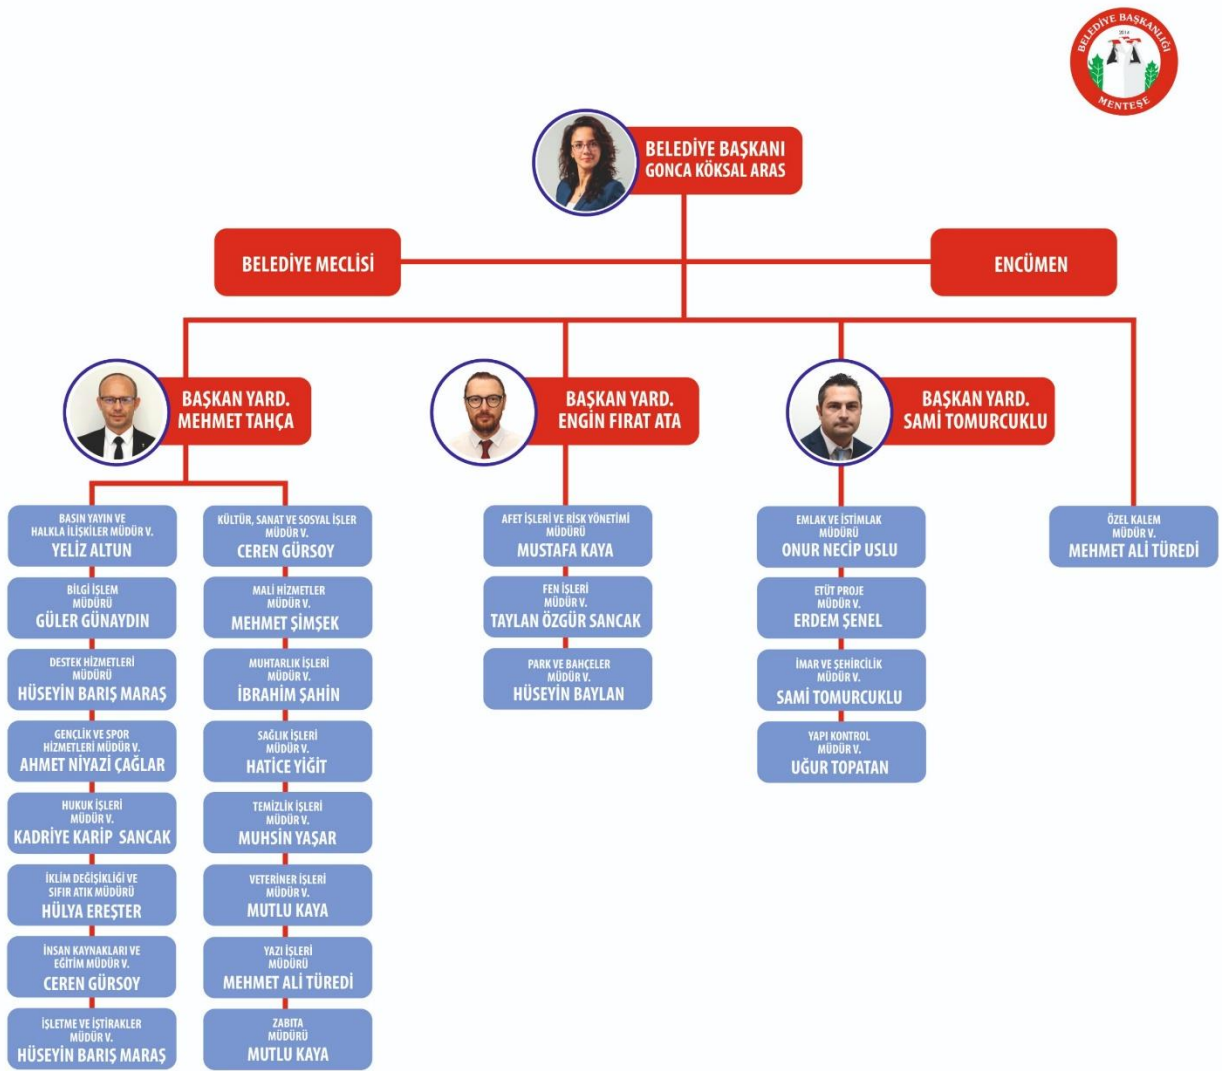 BELEDİYE BAŞKANLIĞI
2014
MENTEŞE
BELEDİYE BAŞKANI
GONCA KÖKSAL ARAS
BELEDİYE MECLİSİ
ENCÜMEN
BAŞKAN YARD.
MEHMET TAHÇA
BAŞKAN YARD.
ENGİN FIRAT ATA
BAŞKAN YARD.
SAMİ TOMURCUKLU
BASIN YAYIN VE
HALKLA İLİŞKİLER MÜDÜR V.
YELİZ ALTUN
BİLGİ İŞLEM
MÜDÜRÜ
GÜLER GÜNAYDIN
DESTEK HİZMETLERİ
MÜDÜRÜ
HÜSEYİN BARIŞ MARAŞ
GENÇLİK VE SPOR
HİZMETLERİ MÜDÜR V.
AHMET NİYAZİ ÇAĞLAR
HUKUK İŞLERİ
MÜDÜR V.
KADRİYE KARİP SANCAK
İKLİM DEĞİŞİKLİĞİ VE
SIFIR ATIK MÜDÜRÜ
HÜLYA EREŞTER
İNSAN KAYNAKLARI VE
EĞİTİM MÜDÜR V.
CEREN GÜRSOY
İŞLETME VE İŞTİRAKLER
MÜDÜR V.
HÜSEYİN BARIŞ MARAŞ
KÜLTÜR, SANAT VE SOSYAL İŞLER
MÜDÜR V.
CEREN GÜRSOY
MALİ HİZMETLER
MÜDÜR V.
MEHMET ŞİMŞEK
MUHTARLIK İŞLERİ
MÜDÜR V.
İBRAHİM ŞAHİN
SAĞLIK İŞLERİ
MÜDÜR V.
HATİCE YİĞİT
TEMİZLİK İŞLERİ
MÜDÜR V.
MUHSİN YAŞAR
VETERİNER İŞLERİ
MÜDÜR V.
MUTLU KAYA
YAZI İŞLERİ
MÜDÜRÜ
MEHMET ALİ TÜREDİ
ZABITA
MÜDÜRÜ
MUTLU KAYA
AFET İŞLERİ VE RİSK YÖNETİMİ
MÜDÜRÜ
MUSTAFA KAYA
FEN İŞLERİ
MÜDÜR V.
TAYLAN ÖZGÜR SANCAK
PARK VE BAHÇELER
MÜDÜR V.
HÜSEYİN BAYLAN
EMLAK VE İSTİMLAK
MÜDÜRÜ
ONUR NECİP USLU
ETÜT PROJE
MÜDÜR V.
ERDEM ŞENEL
İMAR VE ŞEHİRCİLİK
MÜDÜR V.
SAMİ TOMURCUKLU
YAPI KONTROL
MÜDÜR V.
UĞUR TOPATAN
ÖZEL KALEM
MÜDÜR V.
MEHMET ALİ TÜREDİ